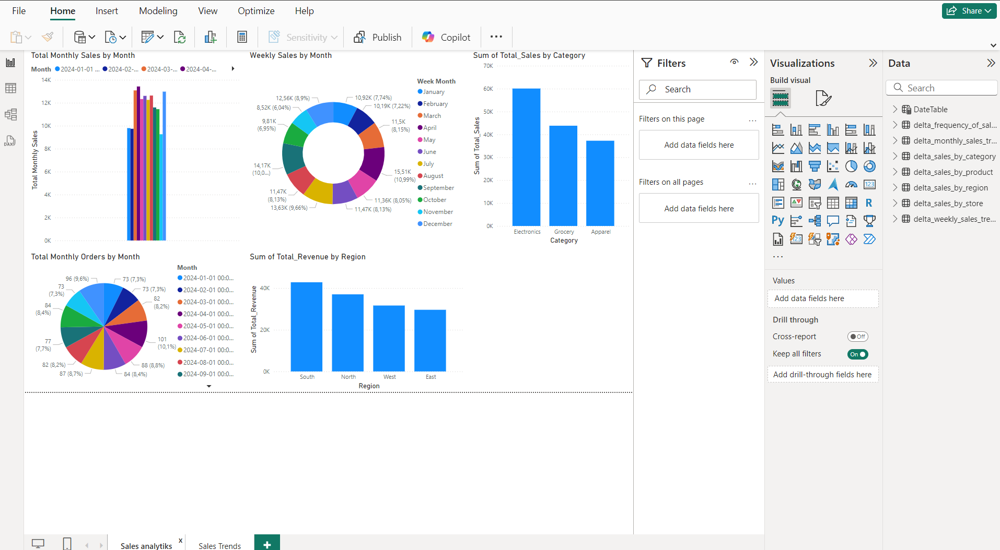 File Home Insert Modeling View Optimize Help Share
Sensitivity Publish Copilot ...
Total Monthly Sales by Month
Month 2024-01-01 ... 2024-02-... 2024-03-... 2024-04-...
14K
12K
10K
8K
6K
4K
2K
0K
Total Monthly Sales
Weekly Sales by Month
12,56K (8,9%)
10,92K (7,74%)
8,52K (6,04%)
10,19K (7,22%)
9,81K
(6,95%)
11,5K
(8,15%)
14,17K
(10,0...)
15,51K
(10,99%)
11,47K
(8,13%)
11,36K (8,05%)
13,63K (9,66%)
11,47K (8,13%)
Week Month
January
February
March
April
May
June
July
August
September
October
November
December
Sum of Total_Sales by Category
70K
60K
50K
40K
30K
20K
10K
0K
Sum of Total_Sales
Electronics Grocery Apparel
Category
Total Monthly Orders by Month
96 (9,6%)
73 (7,3%)
73
(7,3%)
73 (7,3%)
84
(8,4%)
82
(8,2%)
77
(7,7%)
101
(10,1%)
82 (8,2%)
88 (8,8%)
87 (8,7%)
84 (8,4%)
Month
2024-01-01 00:0...
2024-02-01 00:0...
2024-03-01 00:0...
2024-04-01 00:0...
2024-05-01 00:0...
2024-06-01 00:0...
2024-07-01 00:0...
2024-08-01 00:0...
2024-09-01 00:0...
Sum of Total_Revenue by Region
40K
20K
0K
Sum of Total_Revenue
South North West East
Region
Filters
Search
Filters on this page ...
Add data fields here
Filters on all pages ...
Add data fields here
Visualizations
Build visual
123
R
Py
123
...
Values
Add data fields here
Drill through
Cross-report Off
Keep all filters On
Add drill-through fields here
Data
Search
DateTable
delta_frequency_of_sal...
delta_monthly_sales_tr...
delta_sales_by_category
delta_sales_by_product
delta_sales_by_region
delta_sales_by_store
delta_weekly_sales_tre...
DAX
Sales analytiks x Sales Trends +